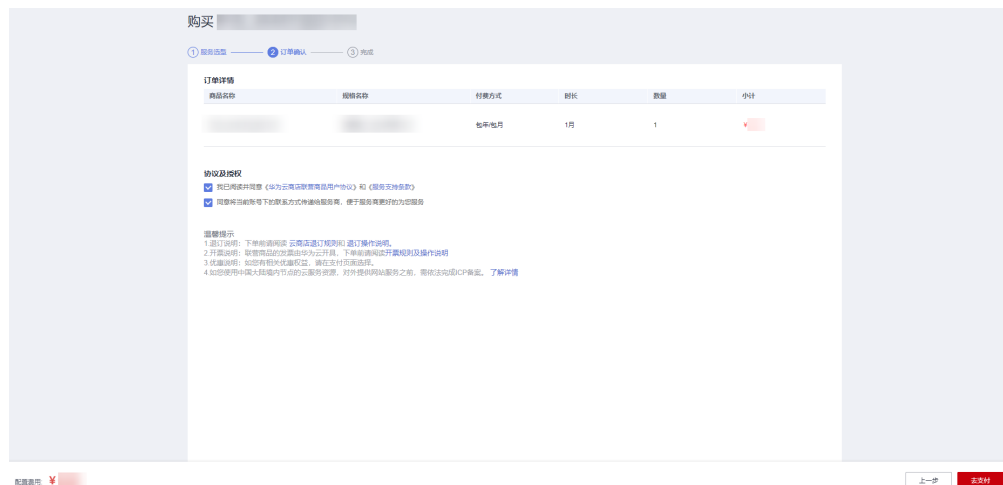 购买
1 服务选型 2 订单确认 3 完成
订单详情
商品名称 规格名称 付费方式 时长 数量 小计
包年/包月 1月 1 ¥
协议及授权
我已阅读并同意《华为云商店联营商品用户协议》和《服务支持条款》
同意将当前账号下的联系方式传递给服务商，便于服务商更好的为您服务
温馨提示
1.退订说明：下单前请阅读 云商店退订规则和 退订操作说明。
2.开票说明：联营商品的发票由华为云开具，下单前请阅读开票规则及操作说明
3.优惠说明：如您有相关优惠权益，请在支付页面选择。
4.如您使用中国大陆境内节点的云服务资源，对外提供网站服务之前，需依法完成ICP备案。 了解详情
配置费用 ¥ 上一步 去支付